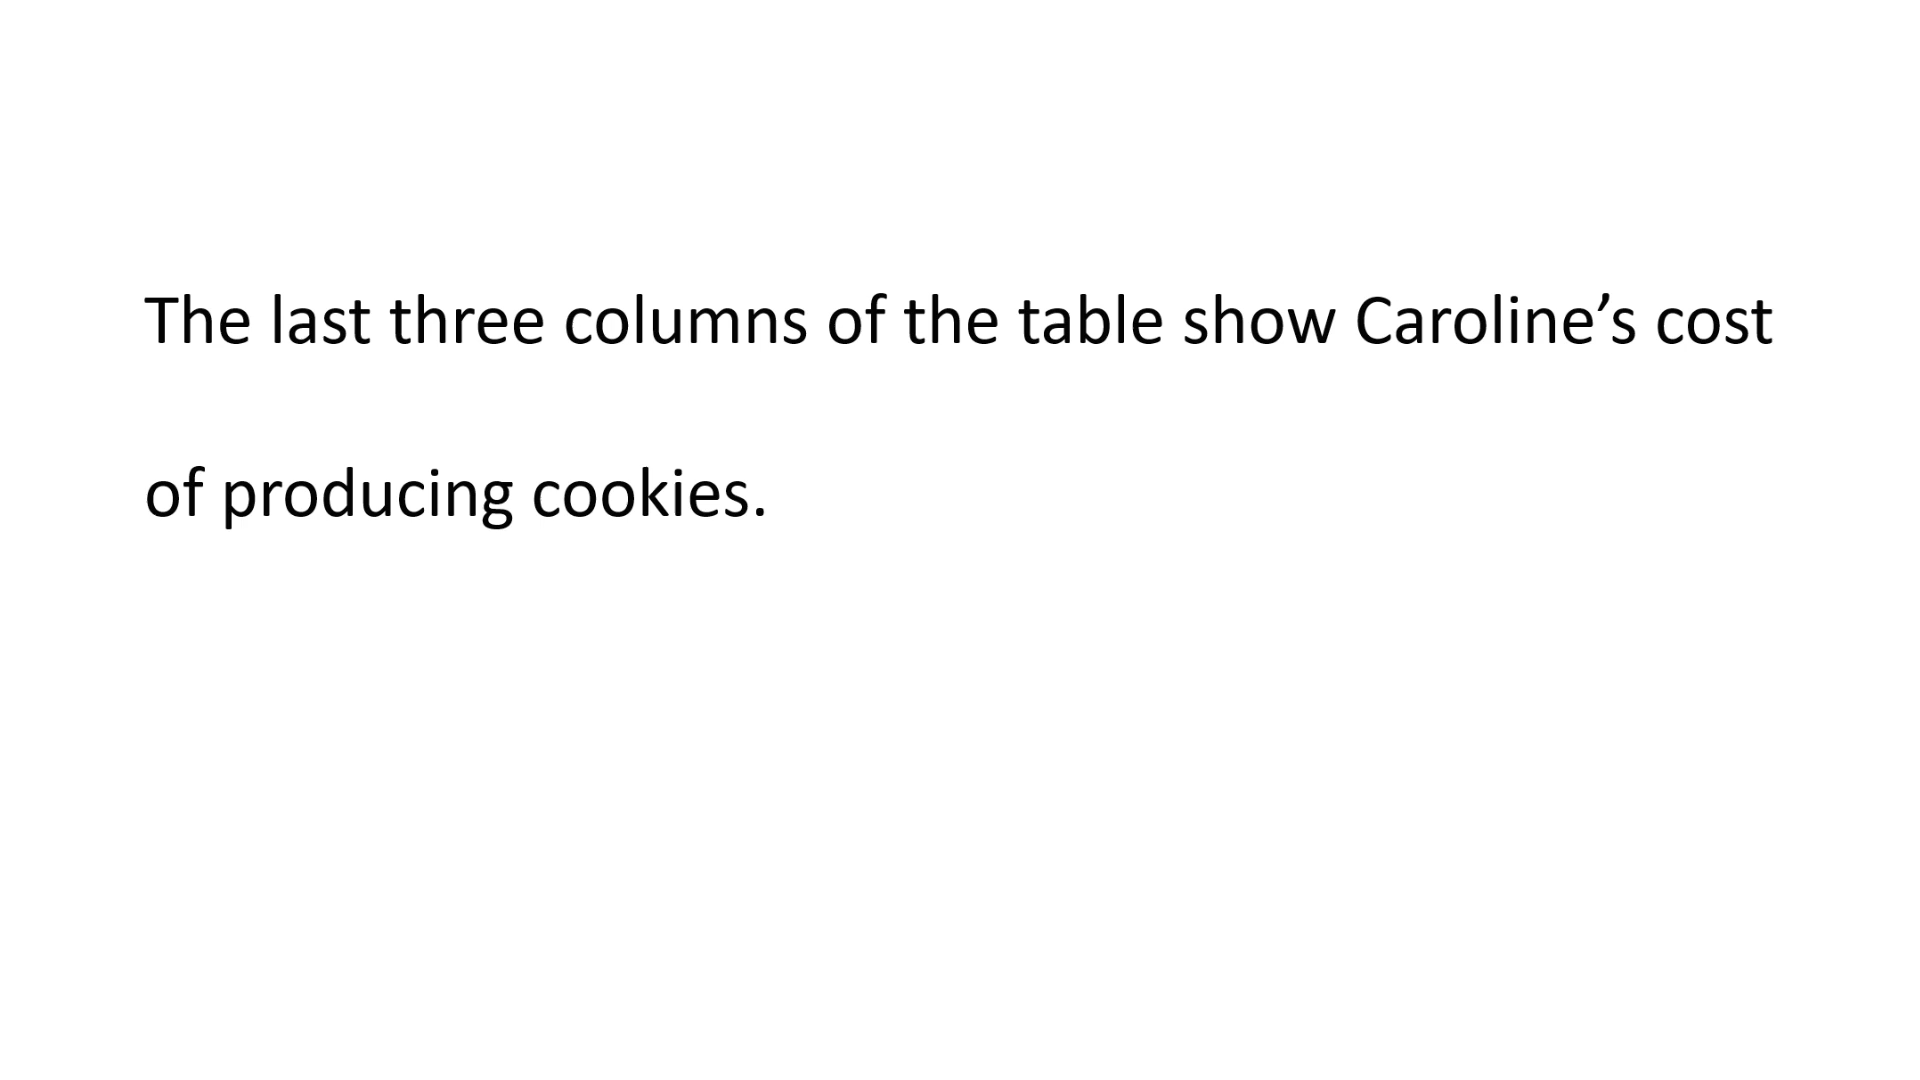 The last three columns of the table show Caroline’s cost
of producing cookies.